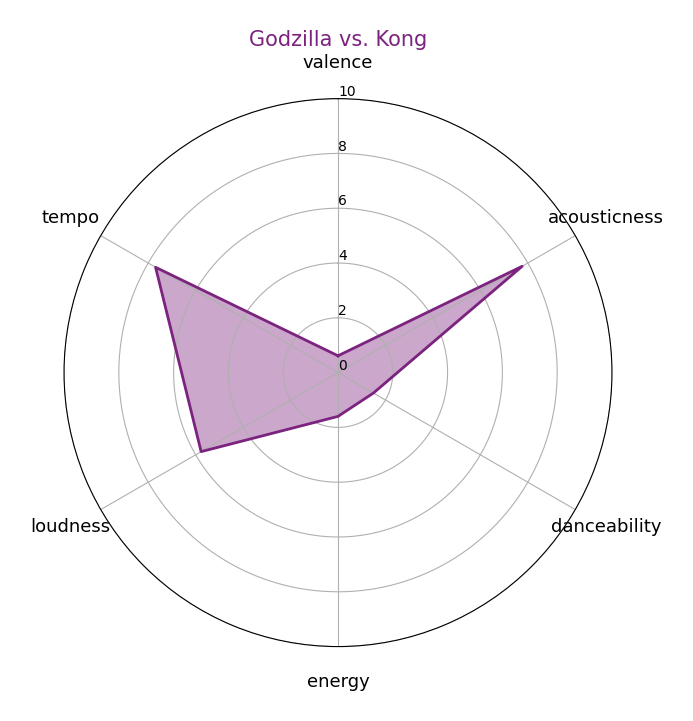 Godzilla vs. Kong
valence
10
8
tempo
6
acousticness
4
2
0
loudness
danceability
energy